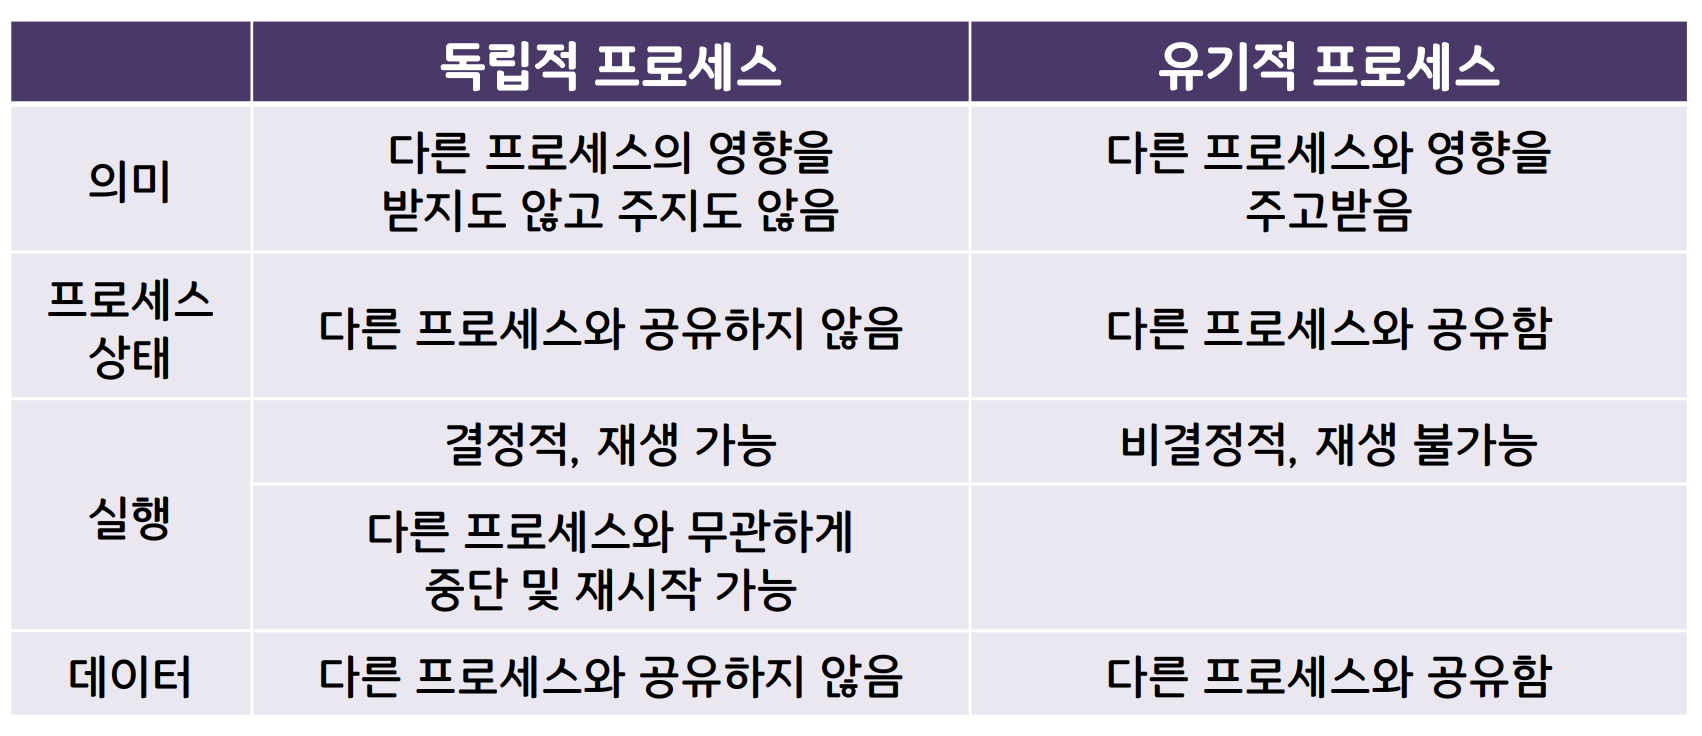 독립적 프로세스
유기적 프로세스
의미
다른 프로세스의 영향을
받지도 않고 주지도 않음
다른 프로세스와 영향을
주고받음
프로세스
상태
다른 프로세스와 공유하지 않음
다른 프로세스와 공유함
실행
결정적, 재생 가능
비결정적, 재생 불가능
다른 프로세스와 무관하게
중단 및 재시작 가능
데이터
다른 프로세스와 공유하지 않음
다른 프로세스와 공유함